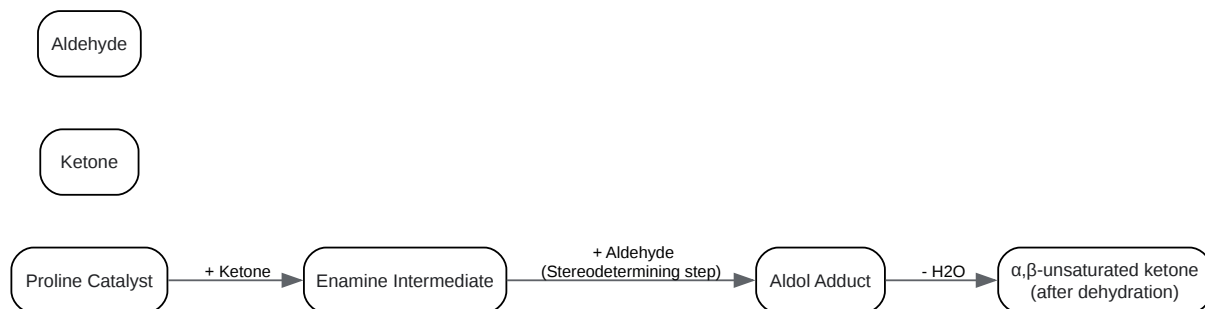 Aldehyde
Ketone
Proline Catalyst
+ Ketone
Enamine Intermediate
+ Aldehyde
(Stereodetermining step)
Aldol Adduct
- H2O
α,β-unsaturated ketone
(after dehydration)